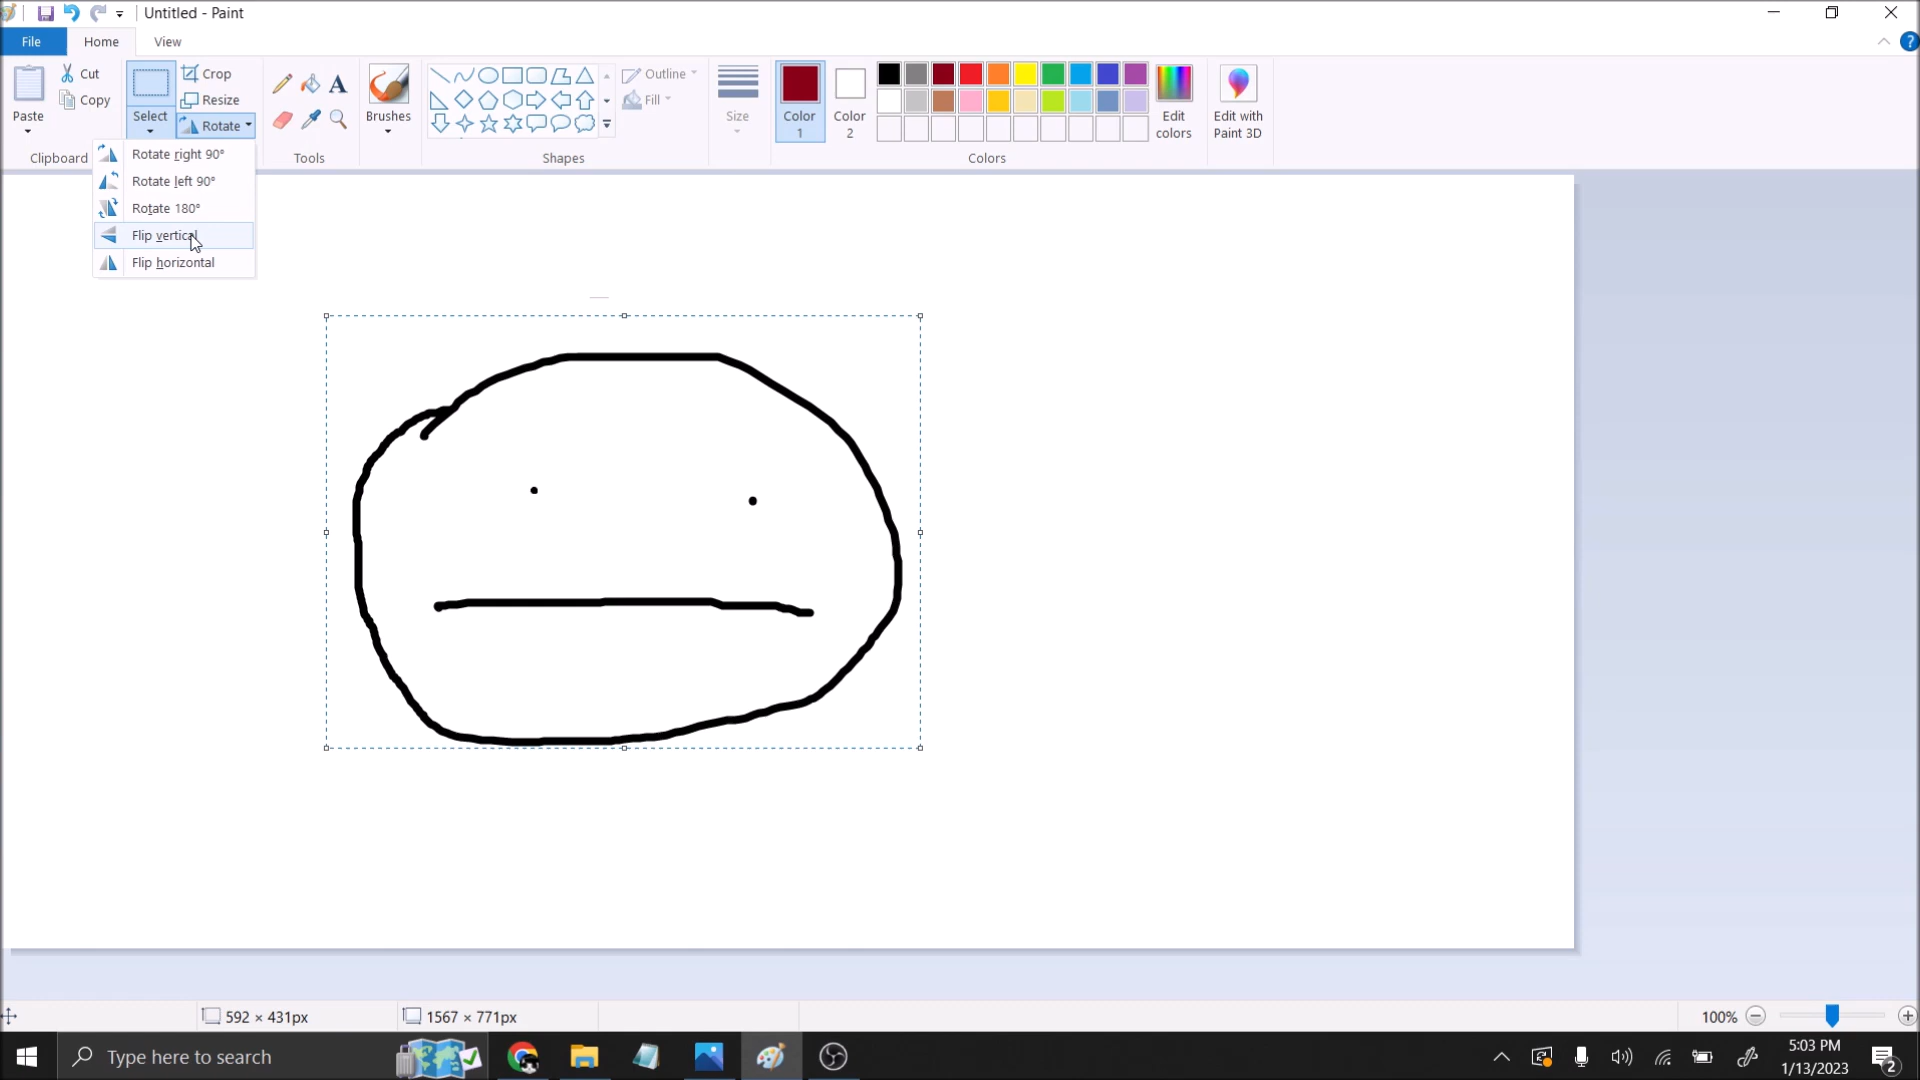 Untitled - Paint
File
Home
View
Paste
Cut
Copy
Clipboard
Select
Crop
Resize
Rotate
Rotate right 90°
Rotate left 90°
Rotate 180°
Flip vertical
Flip horizontal
Tools
Brushes
Shapes
Outline
Fill
Size
Color
1
Color
2
Edit
colors
Edit with
Paint 3D
Colors
592 × 431px
1567 × 771px
100%
Type here to search
5:03 PM
1/13/2023
2